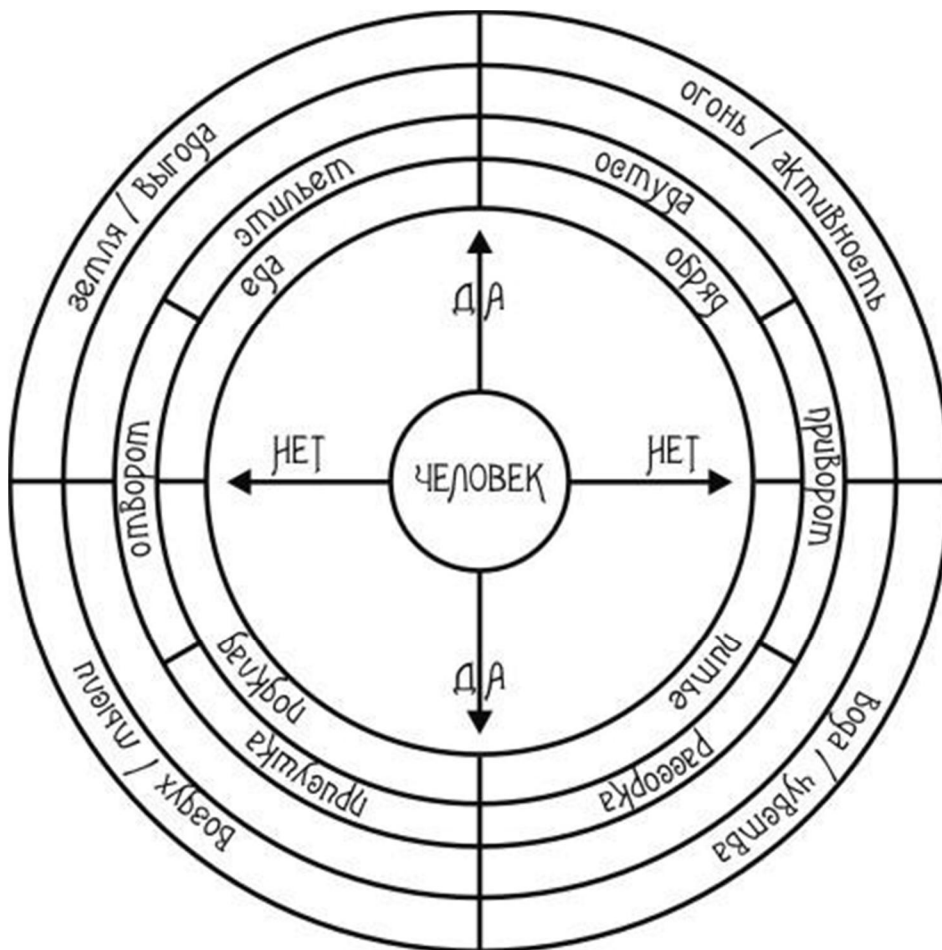 огонь / активность
вода / чувства
воздух / мысли
земля / выгода
этильет
остуда
приворот
рассорка
присушка
отворот
еда
обряд
питье
подклад
ДА
НЕТ
ЧЕЛОВЕК
НЕТ
ДА